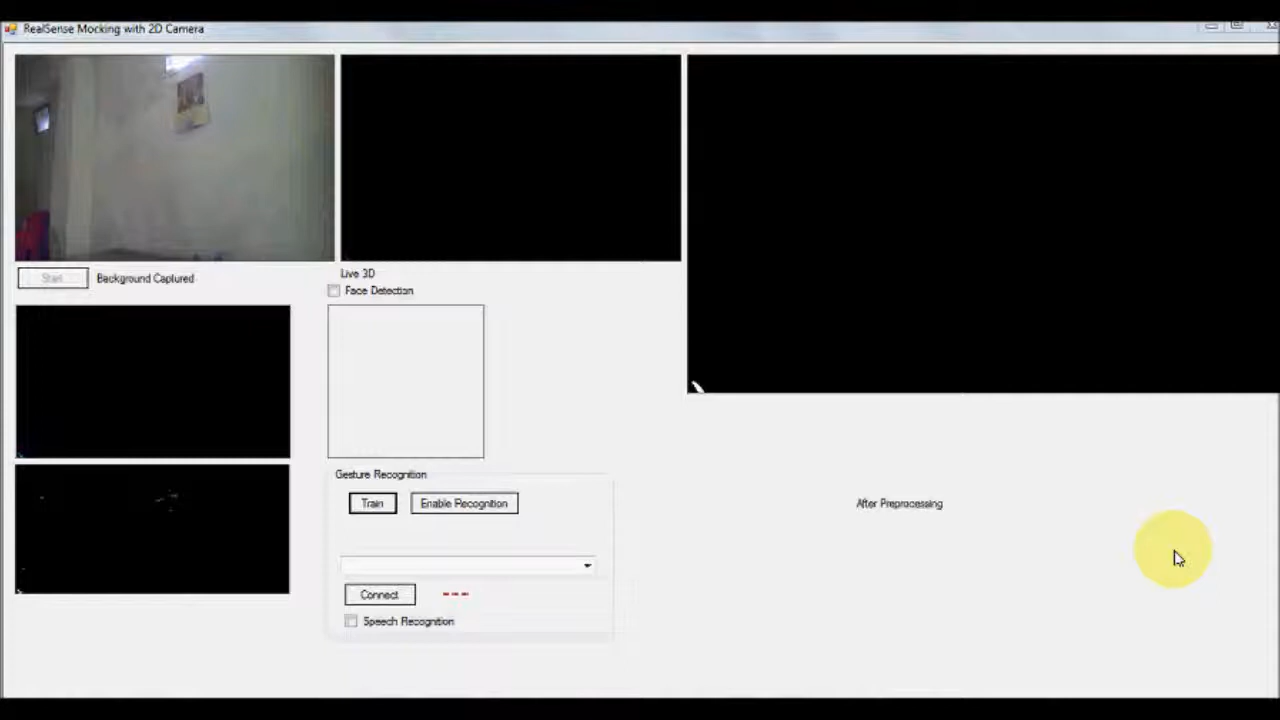 RealSense Mocking with 2D Camera
Start
Background Captured
Live 3D
Face Detection
Gesture Recognition
Train
Enable Recognition
After Preprocessing
Connect
---
Speech Recognition